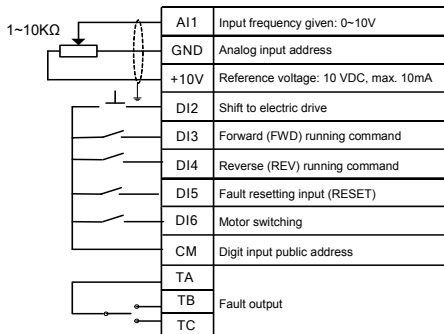 1~10KΩ
AI1 Input frequency given: 0~10V
GND Analog input address
+10V Reference voltage: 10 VDC, max. 10mA
DI2 Shift to electric drive
DI3 Forward (FWD) running command
DI4 Reverse (REV) running command
DI5 Fault resetting input (RESET)
DI6 Motor switching
CM Digit input public address
TA
TB Fault output
TC